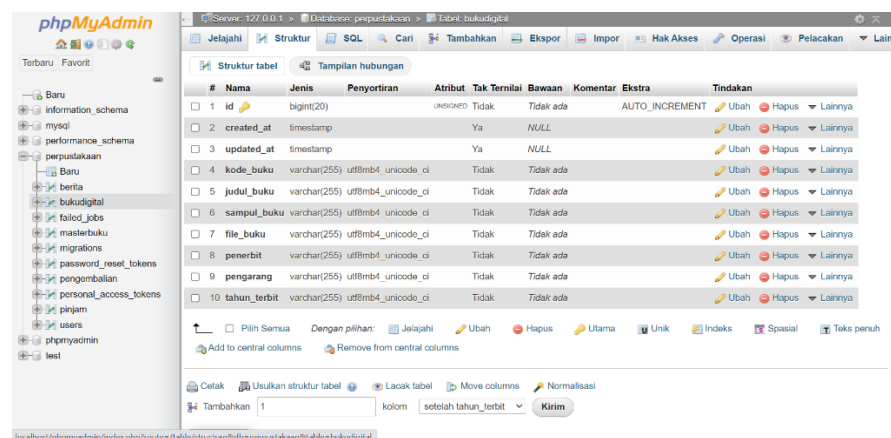 phpMyAdmin
Terbaru Favorit
Baru
information_schema
mysql
performance_schema
perpustakaan
Baru
berita
bukudigital
failed_jobs
masterbuku
migrations
password_reset_tokens
pengembalian
personal_access_tokens
pinjam
users
phpmyadmin
test
Server: 127.0.0.1 » Database: perpustakaan » Tabel: bukudigital
Jelajahi Struktur SQL Cari Tambahkan Ekspor Impor Hak Akses Operasi Pelacakan Lain
Struktur tabel Tampilan hubungan
# Nama Jenis Penyortiran Atribut Tak Ternilai Bawaan Komentar Ekstra Tindakan
1 id bigint(20) UNSIGNED Tidak Tidak ada AUTO_INCREMENT Ubah Hapus Lainnya
2 created_at timestamp Ya NULL Ubah Hapus Lainnya
3 updated_at timestamp Ya NULL Ubah Hapus Lainnya
4 kode_buku varchar(255) utf8mb4_unicode_ci Tidak Tidak ada Ubah Hapus Lainnya
5 judul_buku varchar(255) utf8mb4_unicode_ci Tidak Tidak ada Ubah Hapus Lainnya
6 sampul_buku varchar(255) utf8mb4_unicode_ci Tidak Tidak ada Ubah Hapus Lainnya
7 file_buku varchar(255) utf8mb4_unicode_ci Tidak Tidak ada Ubah Hapus Lainnya
8 penerbit varchar(255) utf8mb4_unicode_ci Tidak Tidak ada Ubah Hapus Lainnya
9 pengarang varchar(255) utf8mb4_unicode_ci Tidak Tidak ada Ubah Hapus Lainnya
10 tahun_terbit varchar(255) utf8mb4_unicode_ci Tidak Tidak ada Ubah Hapus Lainnya
Pilih Semua Dengan pilihan: Jelajahi Ubah Hapus Utama Unik Indeks Spasial Teks penuh
Add to central columns Remove from central columns
Cetak Usulkan struktur tabel Lacak tabel Move columns Normalisasi
Tambahkan 1 kolom setelah tahun_terbit Kirim